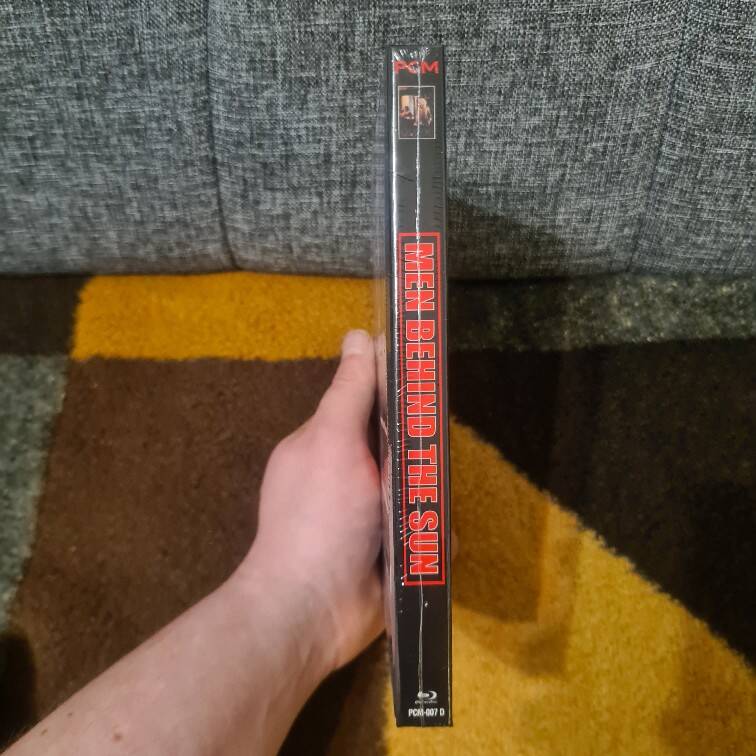 PCM
MEN BEHIND THE SUN
PCM-007 D